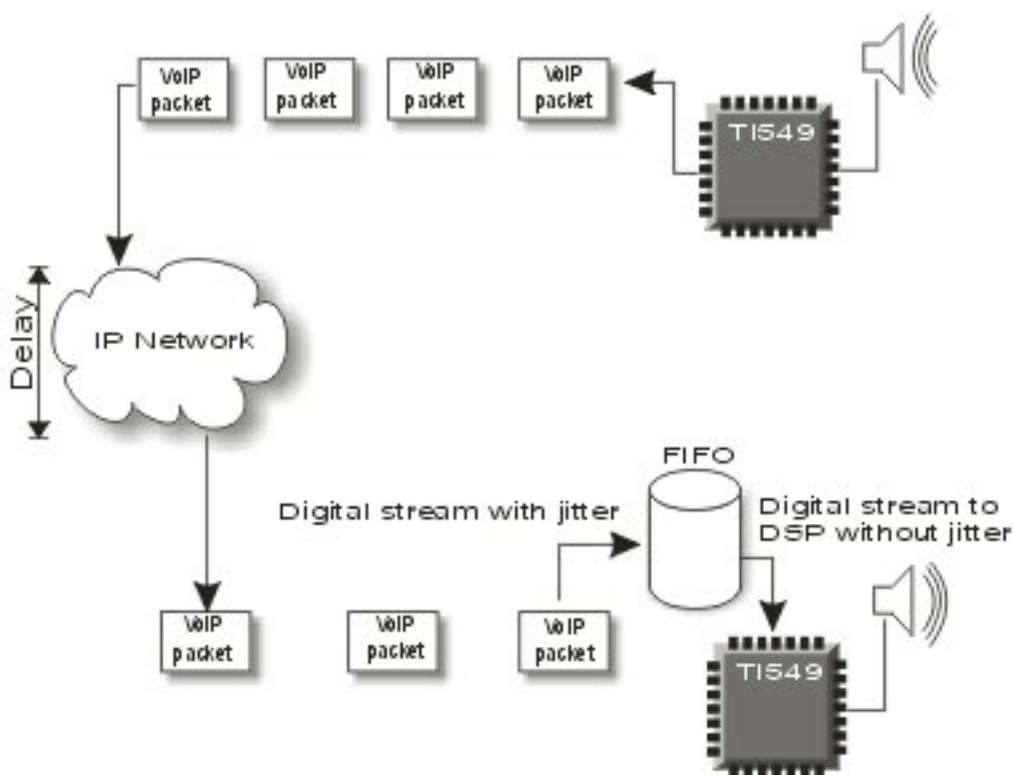 VoIP
packet
VoIP
packet
VoIP
packet
VoIP
packet
TI549
Delay
IP Network
FIFO
Digital stream with jitter
Digital stream to
DSP without jitter
VoIP
packet
VoIP
packet
VoIP
packet
TI549